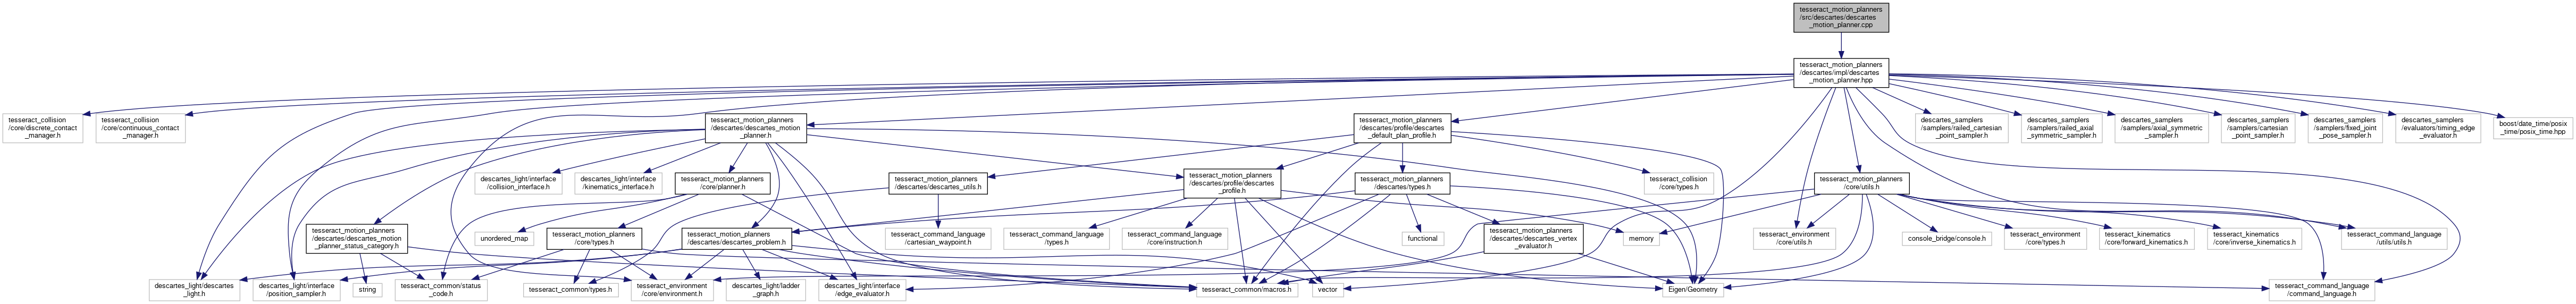 tesseract_motion_planners
/src/descartes/descartes
_motion_planner.cpp
tesseract_motion_planners
/descartes/impl/descartes
_motion_planner.hpp
tesseract_collision
/core/discrete_contact
_manager.h
tesseract_collision
/core/continuous_contact
_manager.h
tesseract_motion_planners
/descartes/descartes_motion
_planner.h
tesseract_motion_planners
/descartes/profile/descartes
_default_plan_profile.h
descartes_samplers
/samplers/railed_cartesian
_point_sampler.h
descartes_samplers
/samplers/railed_axial
_symmetric_sampler.h
descartes_samplers
/samplers/axial_symmetric
_sampler.h
descartes_samplers
/samplers/cartesian
_point_sampler.h
descartes_samplers
/samplers/fixed_joint
_pose_sampler.h
descartes_samplers
/evaluators/timing_edge
_evaluator.h
boost/date_time/posix
_time/posix_time.hpp
descartes_light/interface
/collision_interface.h
descartes_light/interface
/kinematics_interface.h
tesseract_motion_planners
/core/planner.h
tesseract_motion_planners
/descartes/descartes_utils.h
tesseract_motion_planners
/descartes/profile/descartes
_profile.h
tesseract_motion_planners
/descartes/types.h
tesseract_collision
/core/types.h
tesseract_motion_planners
/core/utils.h
tesseract_motion_planners
/descartes/descartes_motion
_planner_status_category.h
unordered_map
tesseract_motion_planners
/core/types.h
tesseract_motion_planners
/descartes/descartes_problem.h
tesseract_command_language
/cartesian_waypoint.h
tesseract_command_language
/types.h
tesseract_command_language
/core/instruction.h
functional
tesseract_motion_planners
/descartes/descartes_vertex
_evaluator.h
memory
tesseract_environment
/core/utils.h
console_bridge/console.h
tesseract_environment
/core/types.h
tesseract_kinematics
/core/forward_kinematics.h
tesseract_kinematics
/core/inverse_kinematics.h
tesseract_command_language
/utils/utils.h
descartes_light/descartes
_light.h
descartes_light/interface
/position_sampler.h
string
tesseract_common/status
_code.h
tesseract_common/types.h
tesseract_environment
/core/environment.h
descartes_light/ladder
_graph.h
descartes_light/interface
/edge_evaluator.h
tesseract_common/macros.h
vector
Eigen/Geometry
tesseract_command_language
/command_language.h